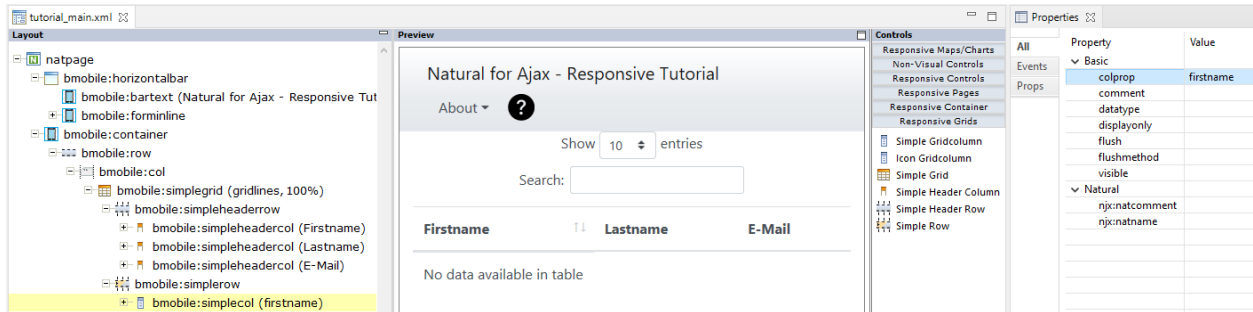 tutorial_main.xml
Layout
natpage
bmobile:horizontalbar
bmobile:bartext (Natural for Ajax - Responsive Tut
bmobile:forminline
bmobile:container
bmobile:row
bmobile:col
bmobile:simplegrid (gridlines, 100%)
bmobile:simpleheaderrow
bmobile:simpleheadercol (Firstname)
bmobile:simpleheadercol (Lastname)
bmobile:simpleheadercol (E-Mail)
bmobile:simplerow
bmobile:simplecol (firstname)
Preview
Natural for Ajax - Responsive Tutorial
About ?
Show 10 entries
Search:
Firstname Lastname E-Mail
No data available in table
Controls
Responsive Maps/Charts
Non-Visual Controls
Responsive Controls
Responsive Pages
Responsive Container
Responsive Grids
Simple Gridcolumn
Icon Gridcolumn
Simple Grid
Simple Header Column
Simple Header Row
Simple Row
Properties
All
Events
Props
Property Value
Basic
colprop firstname
comment
datatype
displayonly
flush
flushmethod
visible
Natural
njx:natcomment
njx:natname